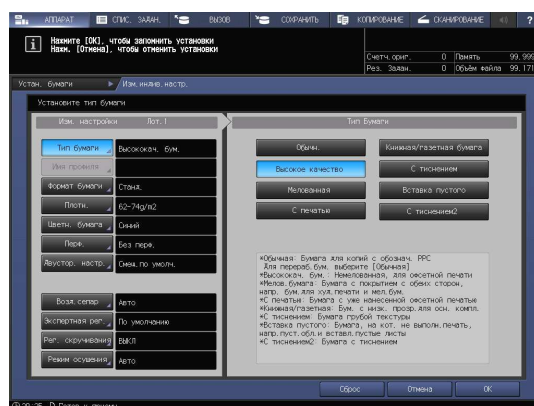 АППАРАТ
СПИС. ЗАДАН.
ВЫЗОВ
СОХРАНИТЬ
КОПИРОВАНИЕ
СКАНИРОВАНИЕ
?
Нажмите [ОК], чтобы запомнить установки
Нажм. [Отмена], чтобы отменить установки
Счетч.ориг. 0 Память 99.999
Рез. Задан. 0 Объём файла 99.171
Устан. бумаги
Изм.индив.настр.
Установите тип бумаги
Изм. настройки Лот.1
Тип Бумаги
Тип бумаги Высококач. бум.
Имя профиля
Формат бумаги Станд.
Плотн. 62-74g/m2
Цветн. бумага Синий
Перф. Без перф.
Двустор. настр. Смеш.по умолч.
Возд.сепар Авто
Экспертная рег. По умолчанию
Рег. скручивания ВЫКЛ
Режим осушения Авто
Обычн. Книжная/газетная бумага
Высокое качество С тиснением
Мелованная Вставка пустого
С печатью С тиснением2
*Обычная: Бумага для копий с обознач. PPC
Для перераб.бум. выберите [Обычная]
*Высококач. бум.: Немелованная, для офсетной печати
*Мелов.бумага: Бумага с покрытием с обеих сторон,
напр. бум.для худ.печати и мел.бум.
*С печатью: Бумага с уже нанесенной офсетной печатью
*Книжная/газетная: Бум. с низк. прозр.для осн. компл.
*С тиснением: Бумага грубой текстуры
*Вставка пустого: Бумага, на кот. не выполн.печать,
напр.пуст.обл.и вставл.пустые листы
*С тиснением2: Бумага с тиснением
Сброс
Отмена
ОК